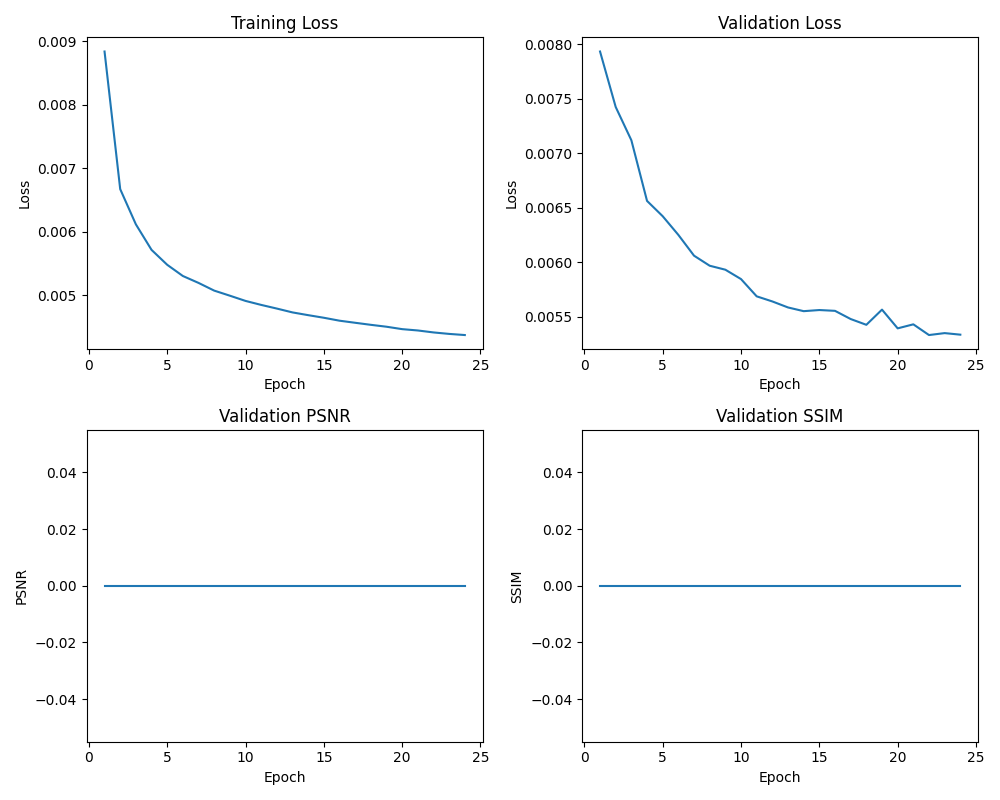 Training Loss
0.009
0.008
0.007
0.006
0.005
Loss
0 5 10 15 20 25
Epoch
Validation Loss
0.0080
0.0075
0.0070
0.0065
0.0060
0.0055
Loss
0 5 10 15 20 25
Epoch
Validation PSNR
0.04
0.02
0.00
−0.02
−0.04
PSNR
0 5 10 15 20 25
Epoch
Validation SSIM
0.04
0.02
0.00
−0.02
−0.04
SSIM
0 5 10 15 20 25
Epoch